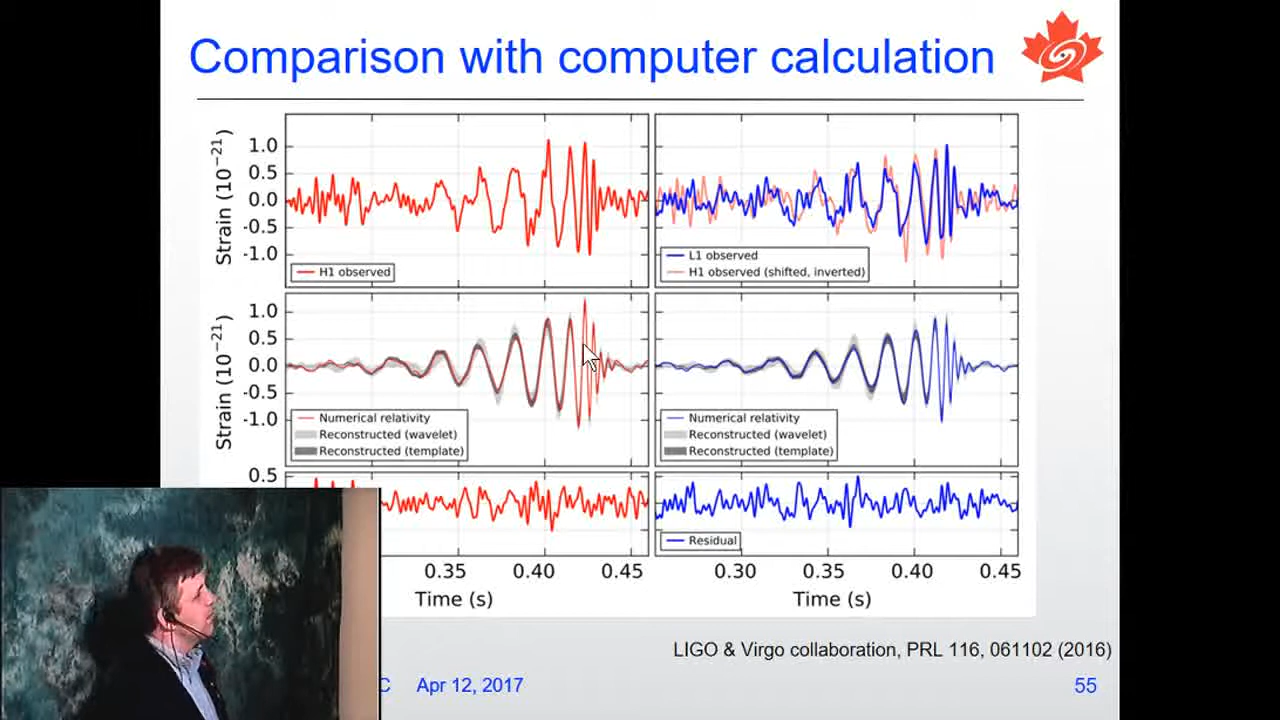 Comparison with computer calculation
Strain (10⁻²¹)
1.0
0.5
0.0
-0.5
-1.0
H1 observed
L1 observed
H1 observed (shifted, inverted)
Strain (10⁻²¹)
1.0
0.5
0.0
-0.5
-1.0
Numerical relativity
Reconstructed (wavelet)
Reconstructed (template)
Numerical relativity
Reconstructed (wavelet)
Reconstructed (template)
0.5
Residual
0.35 0.40 0.45
0.30 0.35 0.40 0.45
Time (s)
Time (s)
LIGO & Virgo collaboration, PRL 116, 061102 (2016)
C Apr 12, 2017
55